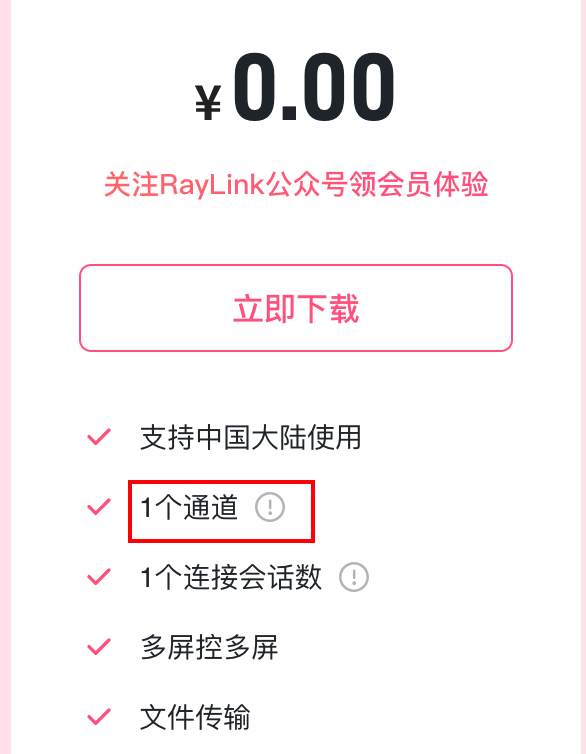 ¥0.00
关注RayLink公众号领会员体验
立即下载
支持中国大陆使用
1个通道
1个连接会话数
多屏控多屏
文件传输